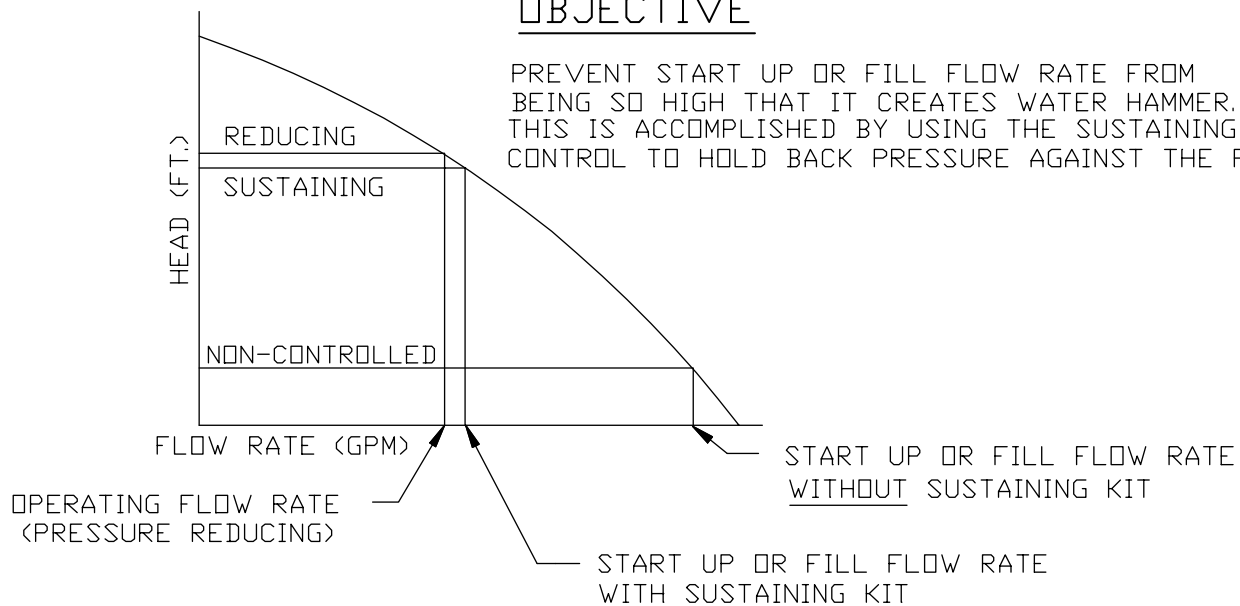 OBJECTIVE
PREVENT START UP OR FILL FLOW RATE FROM
BEING SO HIGH THAT IT CREATES WATER HAMMER.
THIS IS ACCOMPLISHED BY USING THE SUSTAINING
CONTROL TO HOLD BACK PRESSURE AGAINST THE
REDUCING
SUSTAINING
HEAD (FT.)
NON-CONTROLLED
FLOW RATE (GPM)
START UP OR FILL FLOW RATE
WITHOUT SUSTAINING KIT
OPERATING FLOW RATE
(PRESSURE REDUCING)
START UP OR FILL FLOW RATE
WITH SUSTAINING KIT